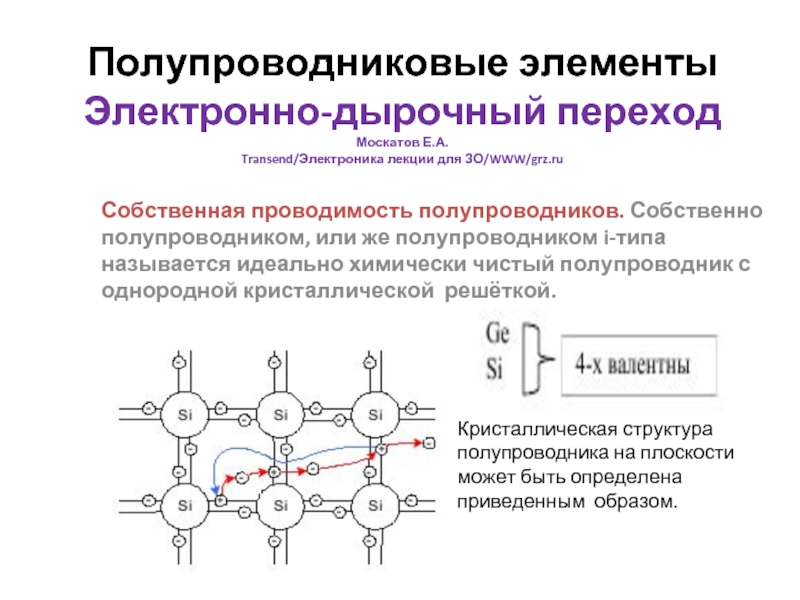 Полупроводниковые элементы
Электронно-дырочный переход
Москатов Е.А.
Transend/Электроника лекции для ЗО/WWW/grz.ru
Собственная проводимость полупроводников. Собственно
полупроводником, или же полупроводником i-типа
называется идеально химически чистый полупроводник с
однородной кристаллической решёткой.
Ge
Si
4-х валентны
Si Si Si
Si Si Si
Кристаллическая структура
полупроводника на плоскости
может быть определена
приведенным образом.